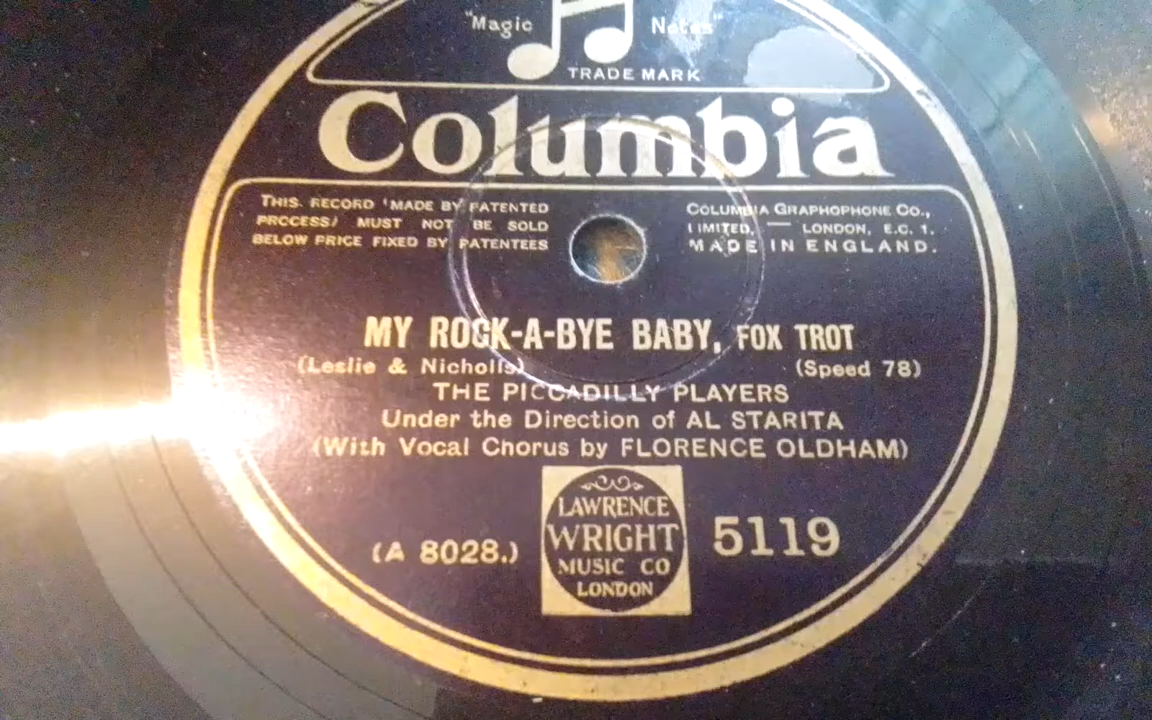 "Magic Notes"
TRADE MARK
Columbia
THIS RECORD 'MADE BY PATENTED
PROCESS' MUST NOT BE SOLD
BELOW PRICE FIXED BY PATENTEES
COLUMBIA GRAPHOPHONE CO.,
LIMITED, — LONDON, E.C. 1.
MADE IN ENGLAND.
MY ROCK-A-BYE BABY, FOX TROT
(Leslie & Nicholls) (Speed 78)
THE PICCADILLY PLAYERS
Under the Direction of AL STARITA
(With Vocal Chorus by FLORENCE OLDHAM)
LAWRENCE
WRIGHT
MUSIC CO
LONDON
(A 8028.)
5119